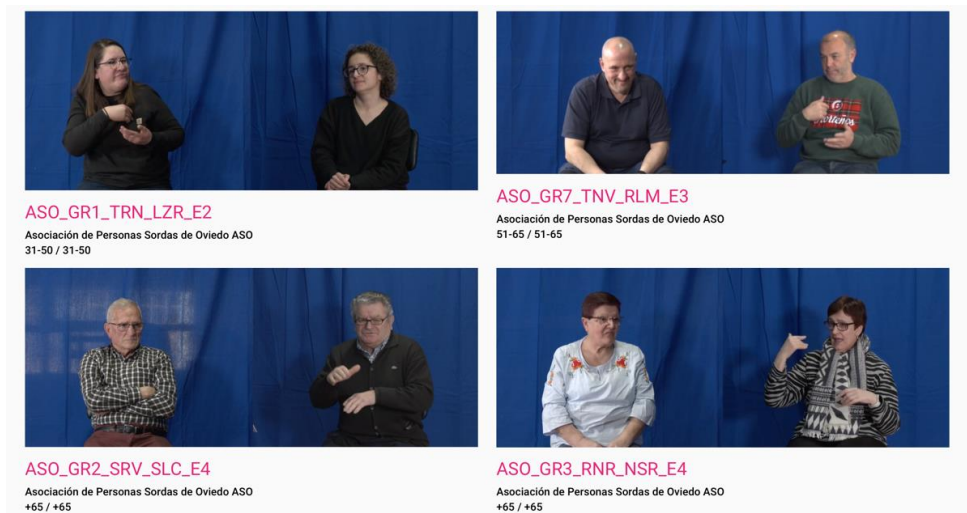 ASO_GR1_TRN_LZR_E2
Asociación de Personas Sordas de Oviedo ASO
31-50 / 31-50
ASO_GR7_TNV_RLM_E3
Asociación de Personas Sordas de Oviedo ASO
51-65 / 51-65
ASO_GR2_SRV_SLC_E4
Asociación de Personas Sordas de Oviedo ASO
+65 / +65
ASO_GR3_RNR_NSR_E4
Asociación de Personas Sordas de Oviedo ASO
+65 / +65